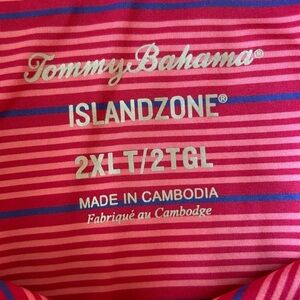 Tommy Bahama®
ISLANDZONE®
2XLT/2TGL
MADE IN CAMBODIA
Fabriqué au Cambodge